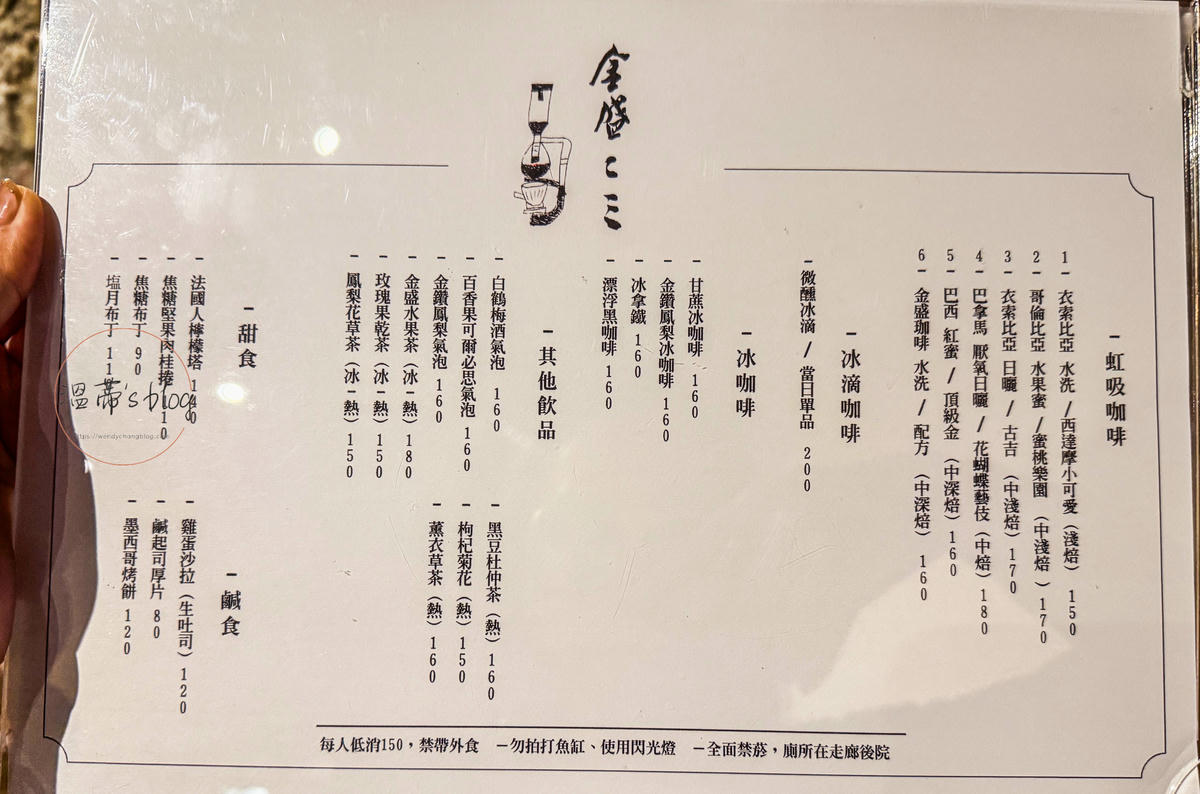 金盛二三
虹吸咖啡
1- 衣索比亞 水洗 /西達摩小可愛 (淺焙) 150
2- 哥倫比亞 水果蜜 /蜜桃樂園 (中淺焙 ) 170
3- 衣索比亞 日曬 / 古吉 (中淺焙) 170
4- 巴拿馬 厭氧日曬 / 花蝴蝶藝伎 (中焙) 180
5- 巴西 紅蜜 / 頂級金 (中深焙) 160
6- 金盛珈啡 水洗 / 配方 (中深焙) 160
- 冰滴咖啡
- 微醺冰滴 / 當日單品 200
- 冰咖啡
- 甘蔗冰咖啡 160
- 金鑽鳳梨冰咖啡 160
- 冰拿鐵 160
- 漂浮黑咖啡 160
- 其他飲品
- 白鶴梅酒氣泡 160
- 百香果可爾必思氣泡 160
- 金鑽鳳梨氣泡 160
- 金盛水果茶 (冰-熱) 180
- 玫瑰果乾茶 (冰-熱) 150
- 鳳梨花草茶 (冰-熱) 150
- 黑豆杜仲茶 (熱) 160
- 枸杞菊花 (熱) 150
- 薰衣草茶 (熱) 160
- 甜食
- 法國人檸檬塔 140
- 焦糖堅果肉桂捲 110
- 焦糖布丁 90
- 塩月布丁
- 鹹食
- 雞蛋沙拉 (生吐司) 120
- 鹹起司厚片 80
- 墨西哥烤餅 120
溫蒂's blog
https://wendychangblog.com
每人低消150，禁帶外食 -勿拍打魚缸、使用閃光燈 -全面禁菸，廁所在走廊後院